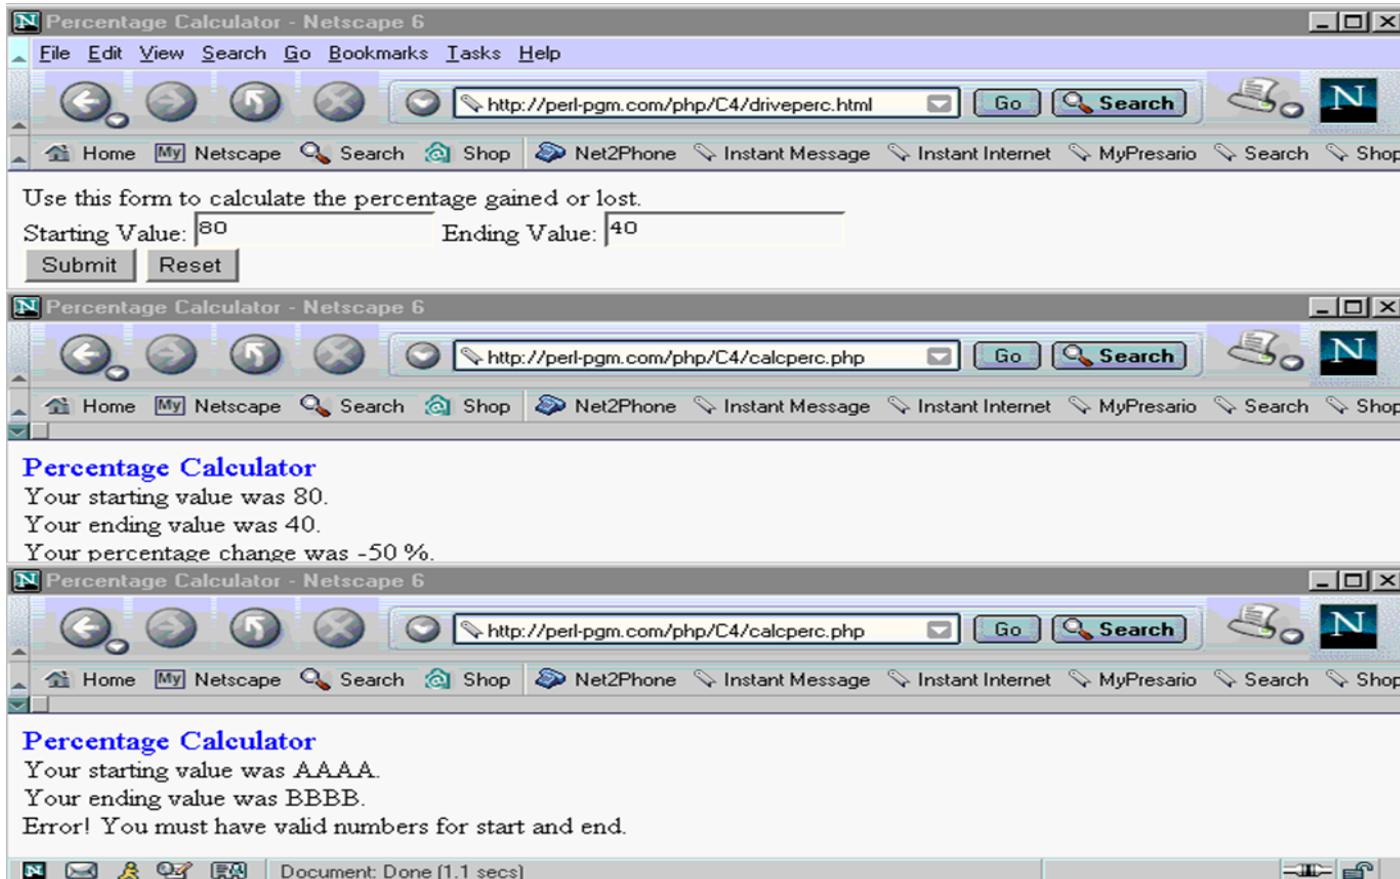 N Percentage Calculator - Netscape 6
File Edit View Search Go Bookmarks Tasks Help
http://perl-pgm.com/php/C4/driveperc.html Go Search N
Home My Netscape Search Shop Net2Phone Instant Message Instant Internet MyPresario Search Shop
Use this form to calculate the percentage gained or lost.
Starting Value: 80 Ending Value: 40
Submit Reset
N Percentage Calculator - Netscape 6
http://perl-pgm.com/php/C4/calcperc.php Go Search N
Home My Netscape Search Shop Net2Phone Instant Message Instant Internet MyPresario Search Shop
Percentage Calculator
Your starting value was 80.
Your ending value was 40.
Your percentage change was -50 %.
N Percentage Calculator - Netscape 6
http://perl-pgm.com/php/C4/calcperc.php Go Search N
Home My Netscape Search Shop Net2Phone Instant Message Instant Internet MyPresario Search Shop
Percentage Calculator
Your starting value was AAAA.
Your ending value was BBBB.
Error! You must have valid numbers for start and end.
N Document: Done (1.1 secs)